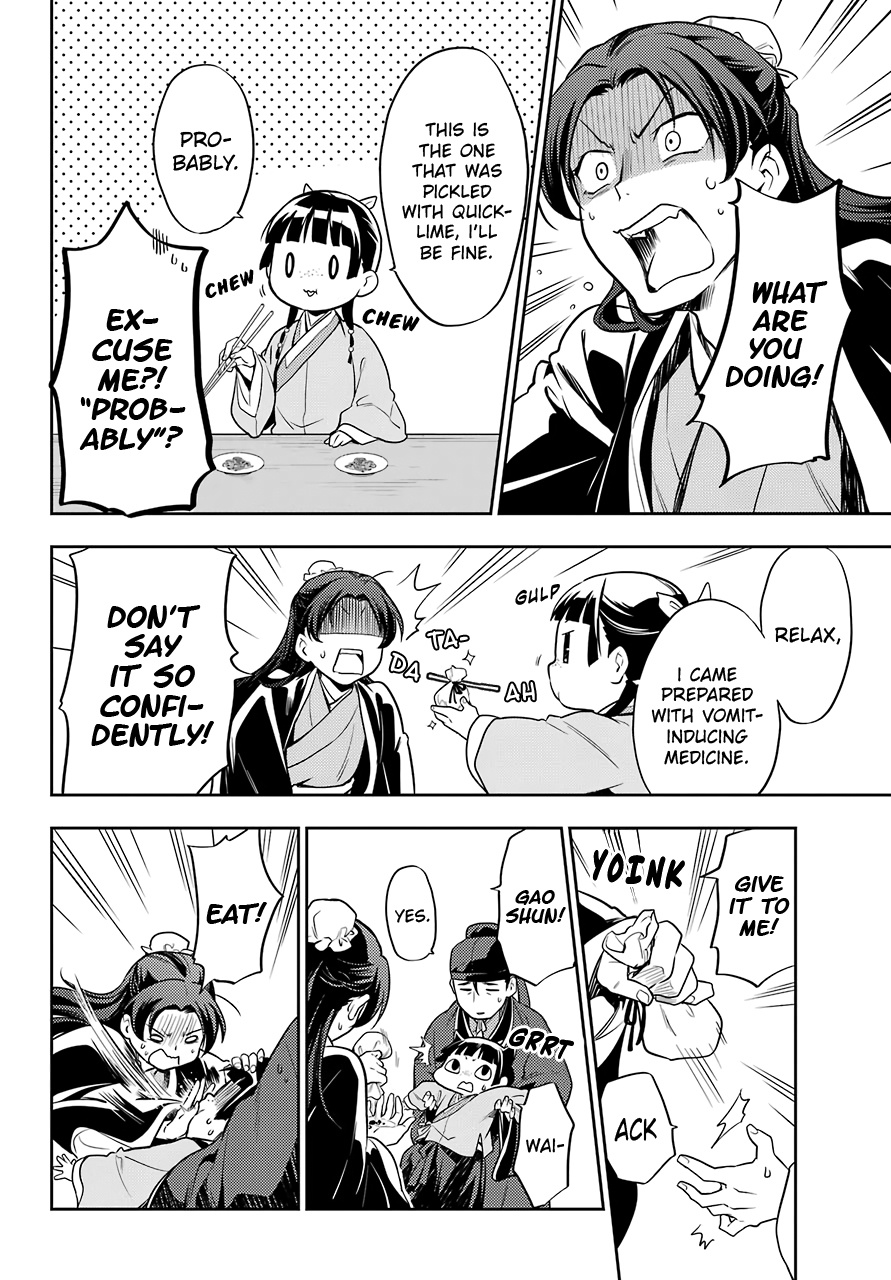 WHAT
ARE
YOU
DOING!
THIS IS
THE ONE
THAT WAS
PICKLED
WITH QUICK-
LIME, I'LL
BE FINE.
PRO-
BABLY.
CHEW
CHEW
EX-
CUSE
ME?!
"PROB-
ABLY"?
RELAX,
I CAME
PREPARED
WITH VOMIT-
INDUCING
MEDICINE.
GULP
TA-
DA
AH
DON'T
SAY
IT SO
CONFI-
DENTLY!
GIVE
IT TO
ME!
YOINK
ACK
GAO
SHUN!
YES.
GRRT
WAI-
EAT!